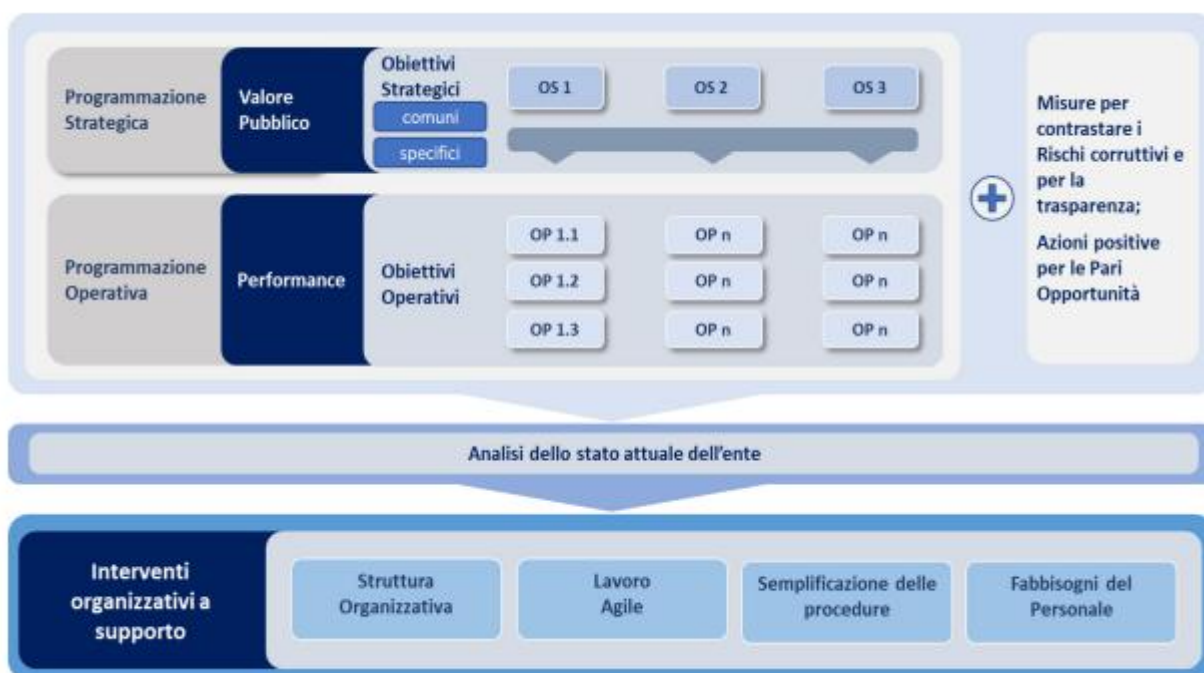 Programmazione
Strategica
Valore
Pubblico
Obiettivi
Strategici
comuni
specifici
OS 1
OS 2
OS 3
Programmazione
Operativa
Performance
Obiettivi
Operativi
OP 1.1
OP n
OP n
OP 1.2
OP n
OP n
OP 1.3
OP n
OP n
Misure per
contrastare i
Rischi corruttivi e
per la
trasparenza;
Azioni positive
per le Pari
Opportunità
Analisi dello stato attuale dell'ente
Interventi
organizzativi a
supporto
Struttura
Organizzativa
Lavoro
Agile
Semplificazione delle
procedure
Fabbisogni del
Personale